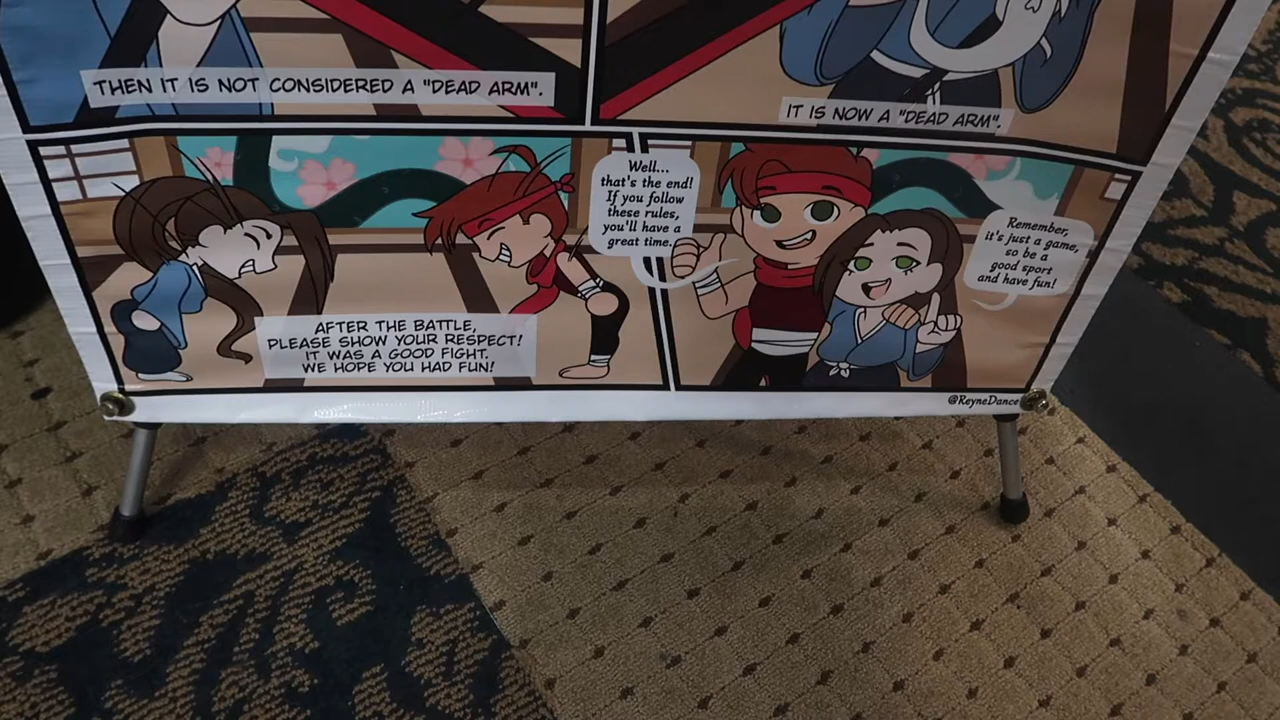 THEN IT IS NOT CONSIDERED A "DEAD ARM".
IT IS NOW A "DEAD ARM".
AFTER THE BATTLE,
PLEASE SHOW YOUR RESPECT!
IT WAS A GOOD FIGHT.
WE HOPE YOU HAD FUN!
Well...
that's the end!
If you follow
these rules,
you'll have a
great time.
Remember,
it's just a game,
so be a
good sport
and have fun!
@ReyneDance